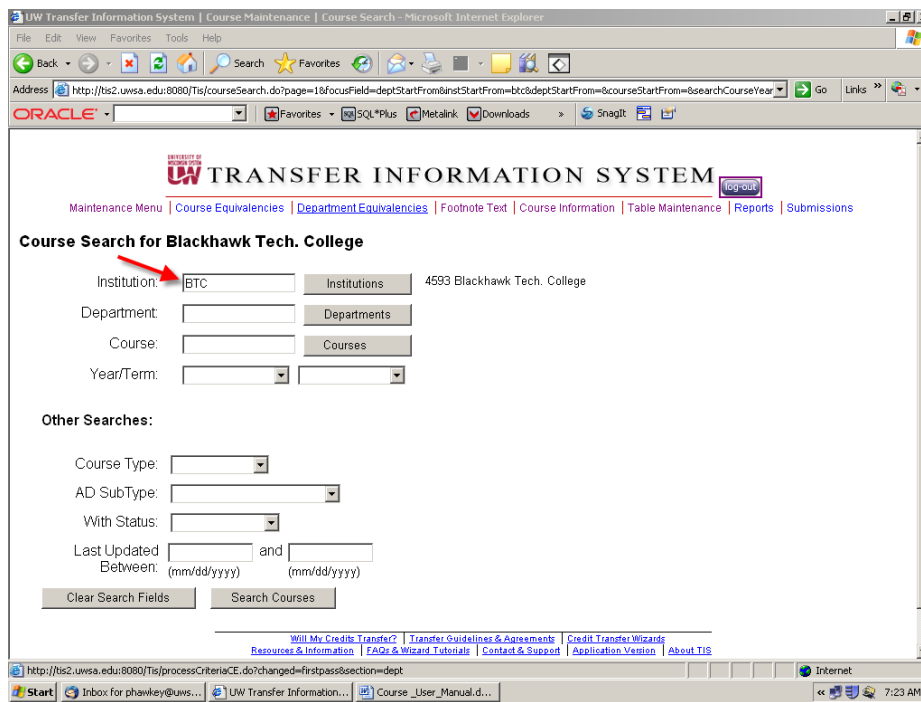 UW Transfer Information System | Course Maintenance | Course Search - Microsoft Internet Explorer
File Edit View Favorites Tools Help
Back Search Favorites
Address http://tis2.uwsa.edu:8080/Tis/courseSearch.do?page=1&focusField=deptStartFrom&instStartFrom=btc&deptStartFrom=&courseStartFrom=&searchCourseYear Go Links »
ORACLE Favorites SQL*Plus Metalink Downloads » SnagIt
UNIVERSITY OF
WISCONSIN SYSTEM
UW TRANSFER INFORMATION SYSTEM log-out
Maintenance Menu | Course Equivalencies | Department Equivalencies | Footnote Text | Course Information | Table Maintenance | Reports | Submissions
Course Search for Blackhawk Tech. College
Institution: BTC Institutions 4593 Blackhawk Tech. College
Department: Departments
Course: Courses
Year/Term:
Other Searches:
Course Type:
AD SubType:
With Status:
Last Updated and
Between: (mm/dd/yyyy) (mm/dd/yyyy)
Clear Search Fields Search Courses
Will My Credits Transfer? | Transfer Guidelines & Agreements | Credit Transfer Wizards
Resources & Information | FAQs & Wizard Tutorials | Contact & Support | Application Version | About TIS
http://tis2.uwsa.edu:8080/Tis/processCriteriaCE.do?changed=firstpass&section=dept Internet
Start Inbox for phawkey@uws... UW Transfer Information... Course _User_Manual.d... « 7:23 AM